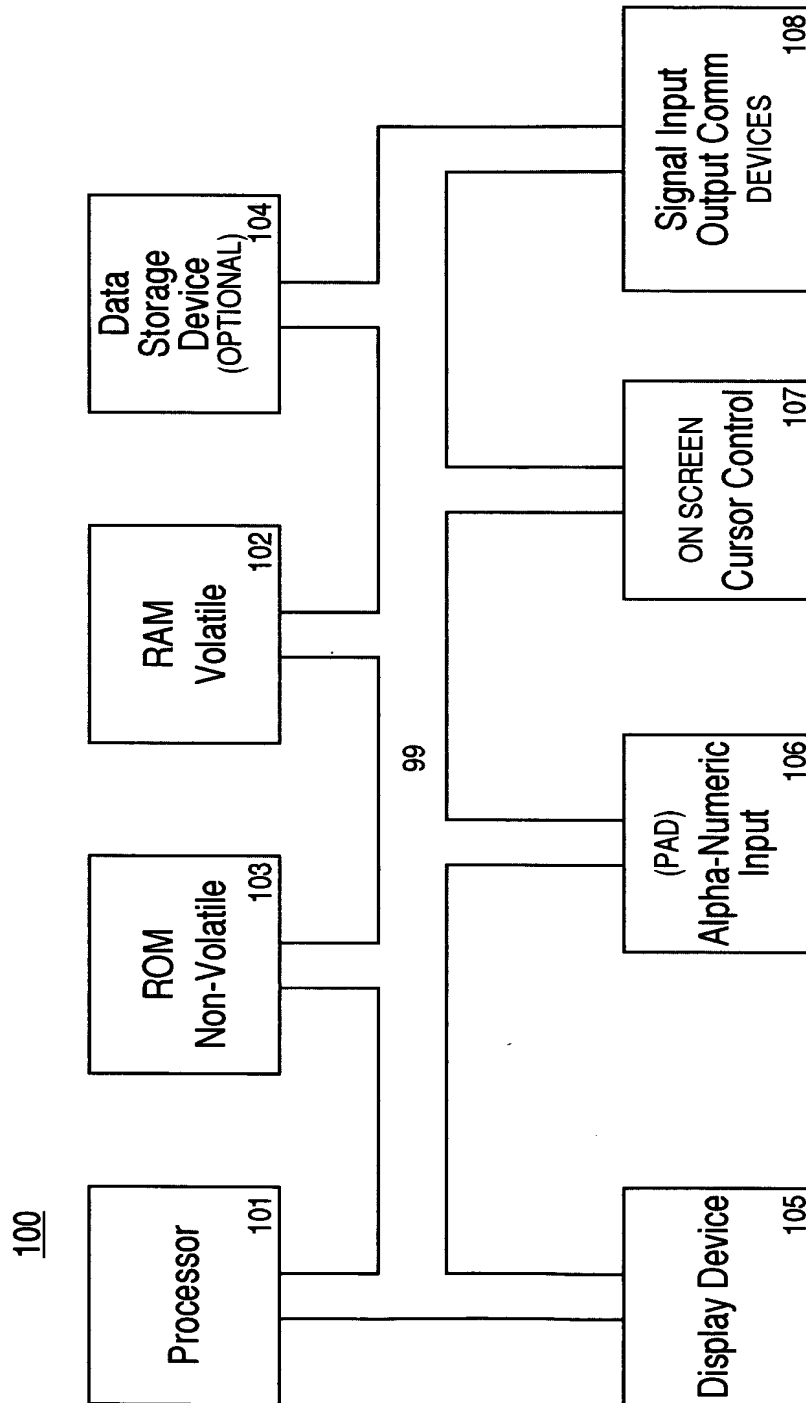 100
Processor
101
ROM
Non-Volatile
103
RAM
Volatile
102
Data
Storage
Device
(OPTIONAL)
104
99
Display Device
105
(PAD)
Alpha-Numeric
Input
106
ON SCREEN
Cursor Control
107
Signal Input
Output Comm
DEVICES
108